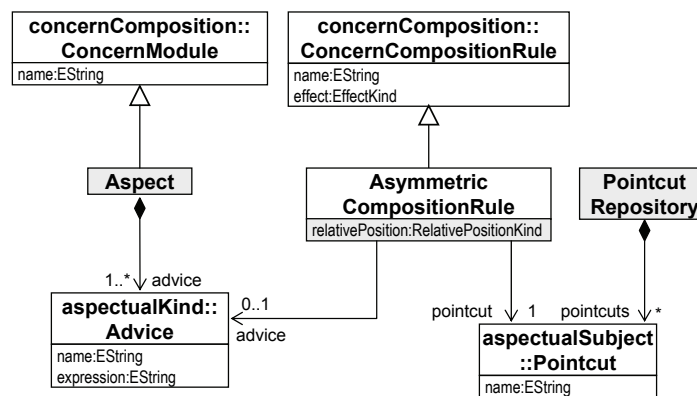 concernComposition::
ConcernModule
name:EString
concernComposition::
ConcernCompositionRule
name:EString
effect:EffectKind
Aspect
Asymmetric
CompositionRule
relativePosition:RelativePositionKind
Pointcut
Repository
1..* advice
0..1
advice
pointcut 1
pointcuts *
aspectualKind::
Advice
name:EString
expression:EString
aspectualSubject
::Pointcut
name:EString